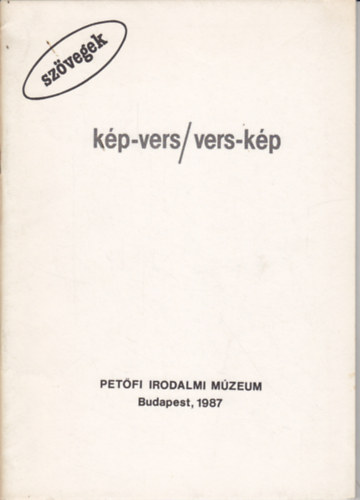 szövegek
kép-vers/vers-kép
PETŐFI IRODALMI MÚZEUM
Budapest, 1987